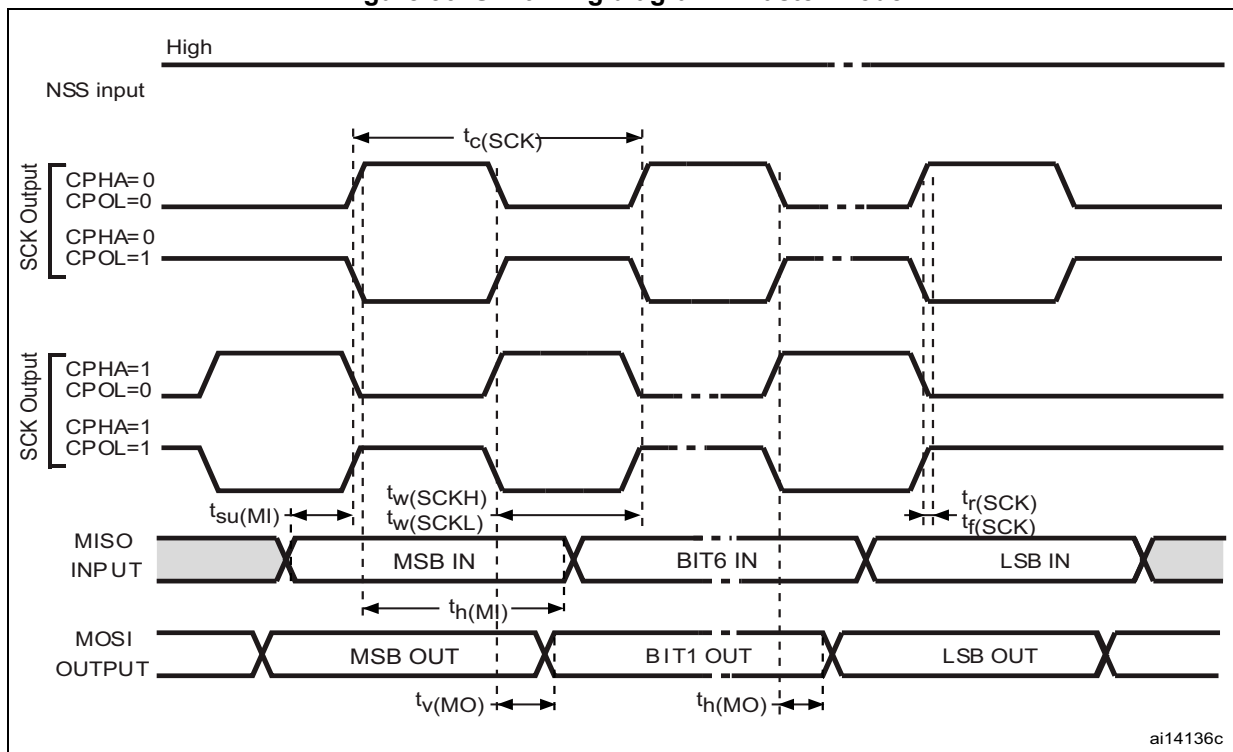 High
NSS input
tc(SCK)
SCK Output
CPHA=0
CPOL=0
CPHA=0
CPOL=1
SCK Output
CPHA=1
CPOL=0
CPHA=1
CPOL=1
tsu(MI)
tw(SCKH)
tw(SCKL)
tr(SCK)
tf(SCK)
MISO
INPUT
MSB IN
BIT6 IN
LSB IN
th(MI)
MOSI
OUTPUT
MSB OUT
BIT1 OUT
LSB OUT
tv(MO)
th(MO)
ai14136c